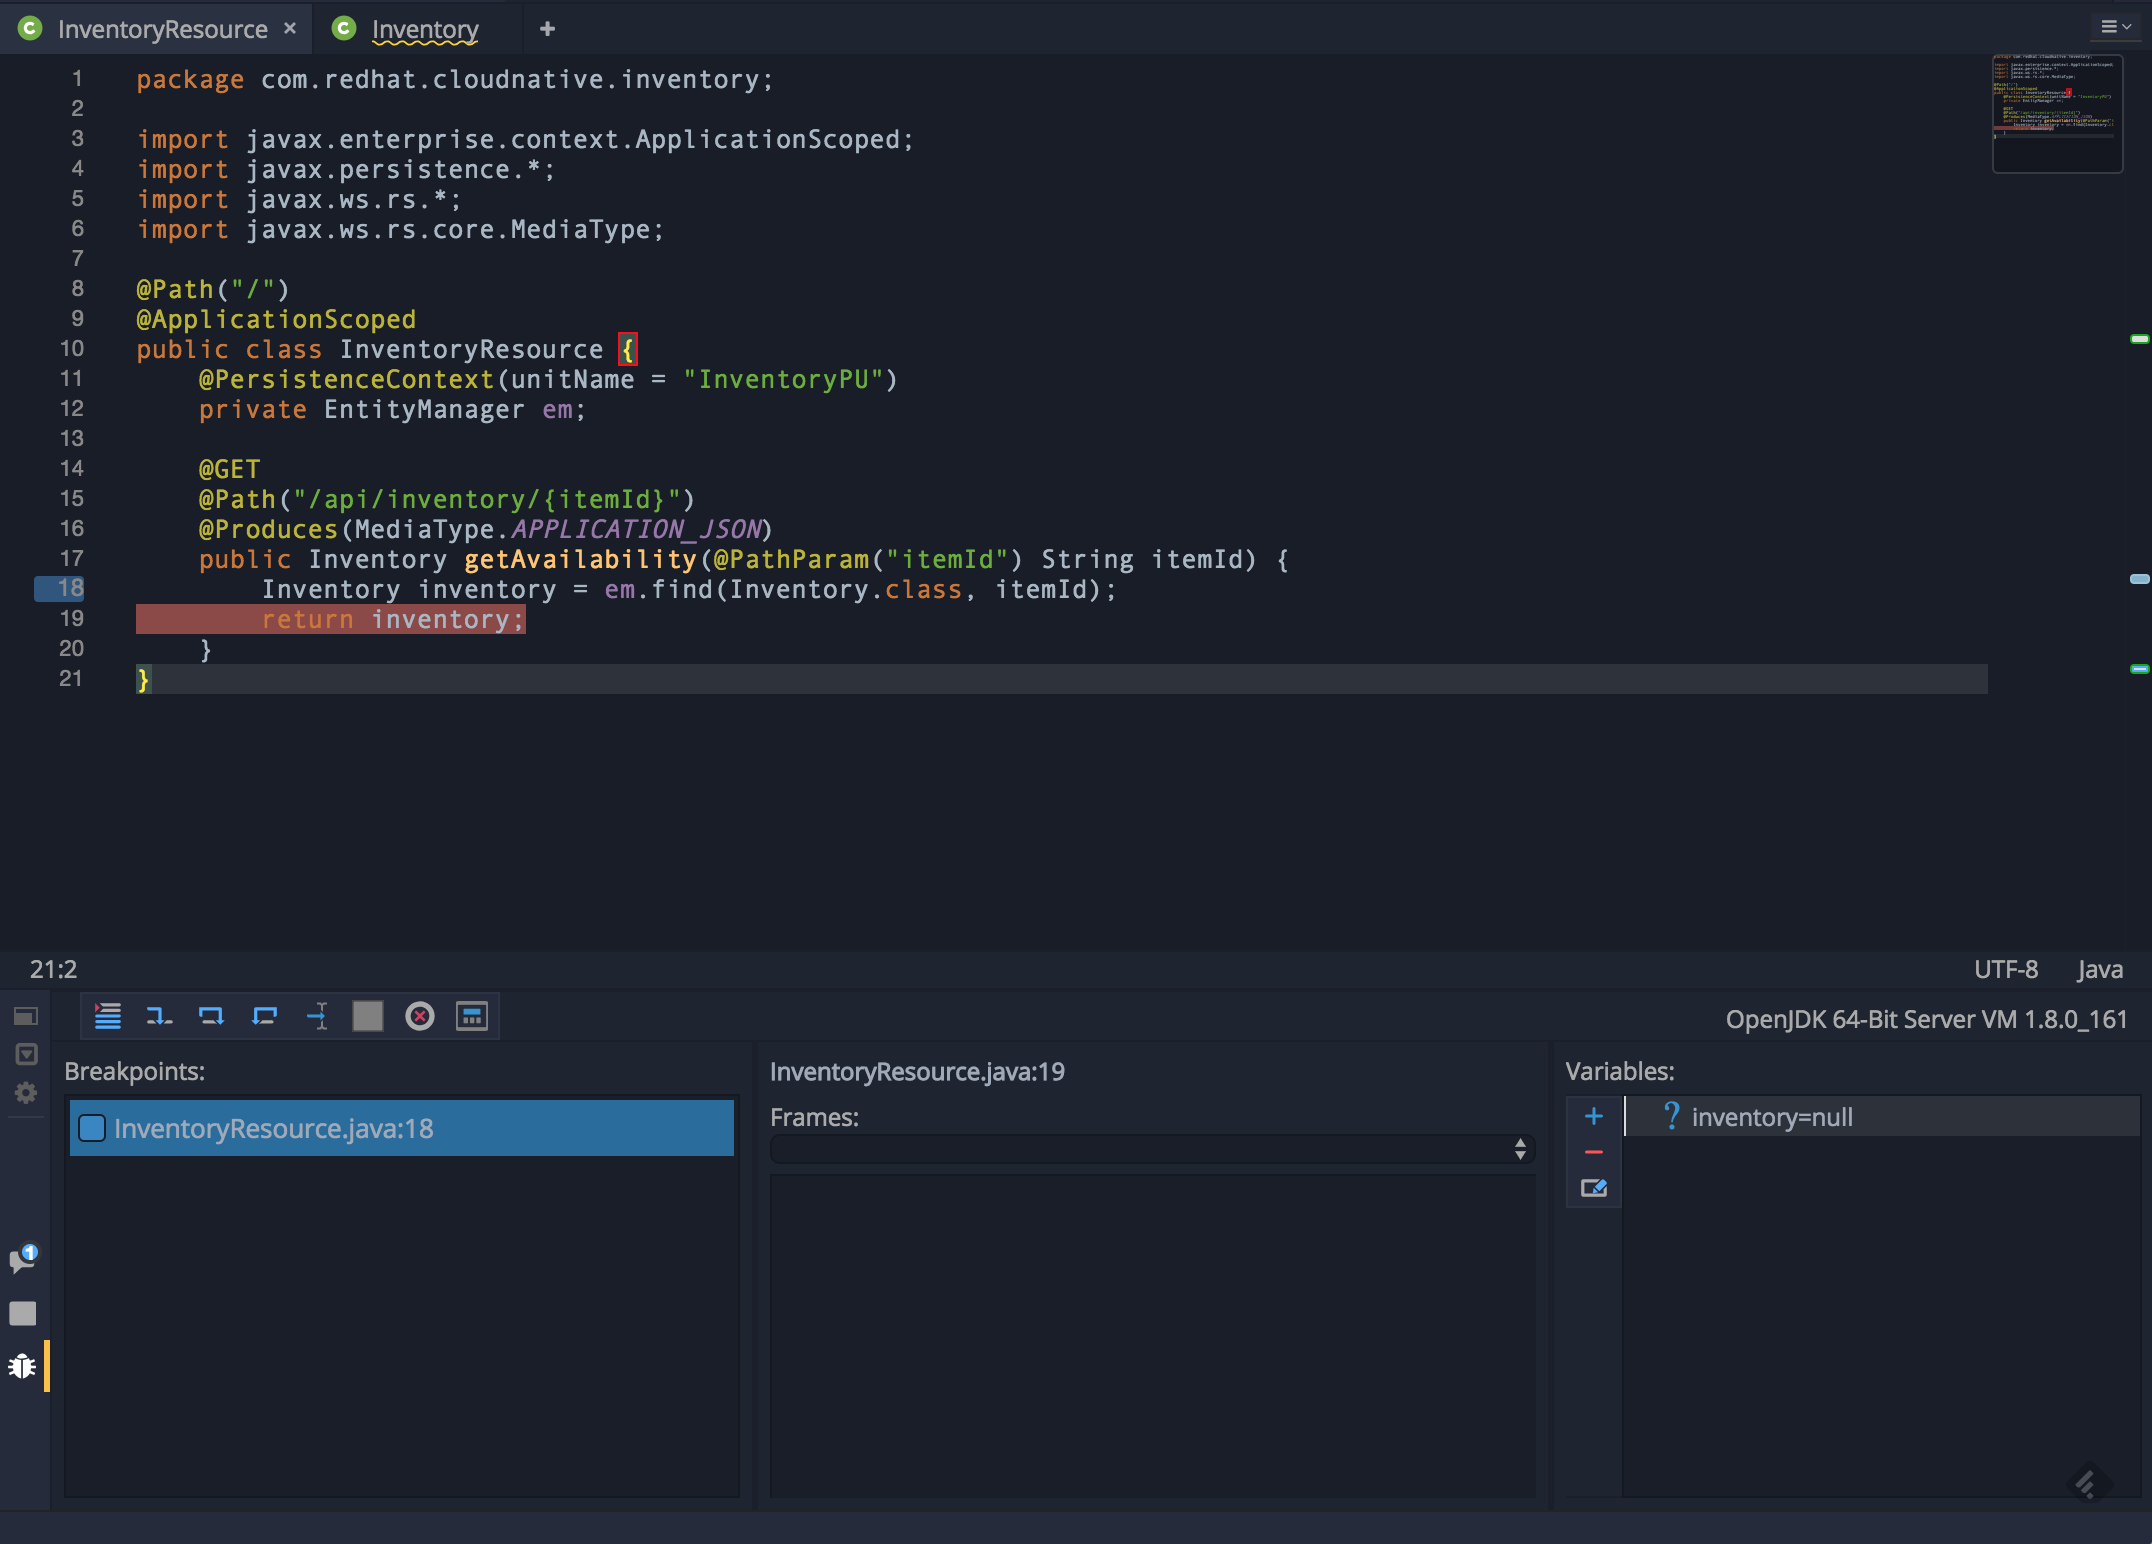 InventoryResource × Inventory +
1 package com.redhat.cloudnative.inventory;
2
3 import javax.enterprise.context.ApplicationScoped;
4 import javax.persistence.*;
5 import javax.ws.rs.*;
6 import javax.ws.rs.core.MediaType;
7
8 @Path("/")
9 @ApplicationScoped
10 public class InventoryResource {
11     @PersistenceContext(unitName = "InventoryPU")
12     private EntityManager em;
13
14     @GET
15     @Path("/api/inventory/{itemId}")
16     @Produces(MediaType.APPLICATION_JSON)
17     public Inventory getAvailability(@PathParam("itemId") String itemId) {
18         Inventory inventory = em.find(Inventory.class, itemId);
19         return inventory;
20     }
21 }
21:2 UTF-8 Java
OpenJDK 64-Bit Server VM 1.8.0_161
Breakpoints:
InventoryResource.java:18
InventoryResource.java:19
Frames:
Variables:
? inventory=null
1